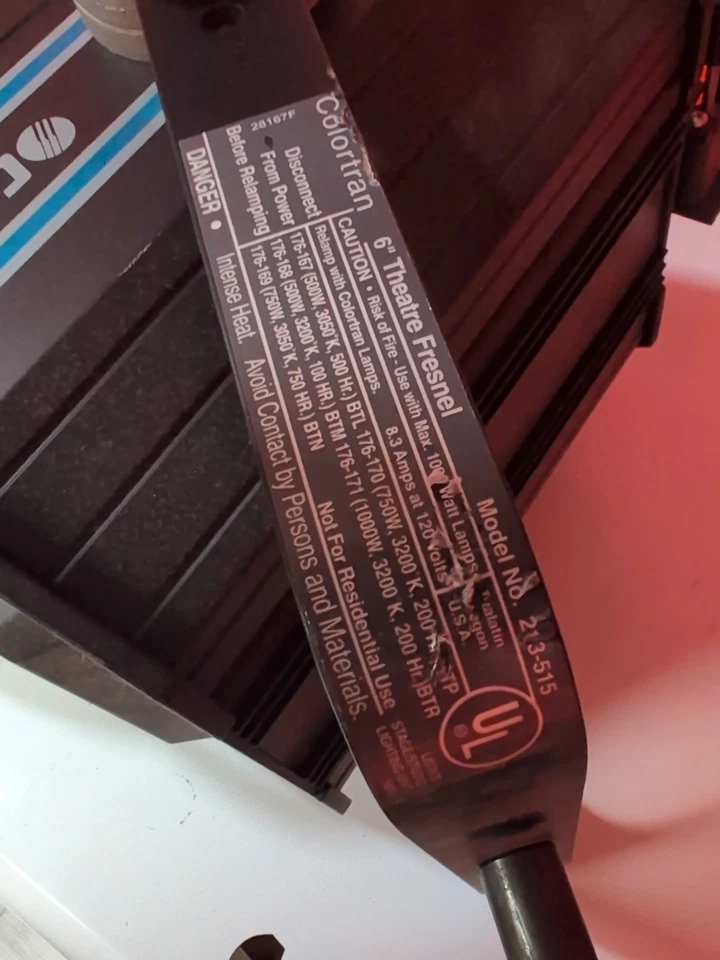 Colortran 6" Theatre Fresnel Model No. 213-515
28167F
CAUTION • Risk of Fire - Use with Max. Watt Lamps
Disconnect
From Power
Before Relamping
Relamp with Colortran Lamps. 8.3 Amps at 120 Volts U.S.A.
176-167 (500W, 3050°K, 500 Hr.) BTL 176-170 (750W, 3200 K. 200
176-168 (500W, 3200°K, 100 HR.) BTM 176-171 (1000W, 3200 K, 200 Hr.)BTR
176-169 (750W, 3050°K, 750 HR.) BTN
Not For Residential Use
DANGER • Intense Heat. Avoid Contact by Persons and Materials.
UL
LISTED